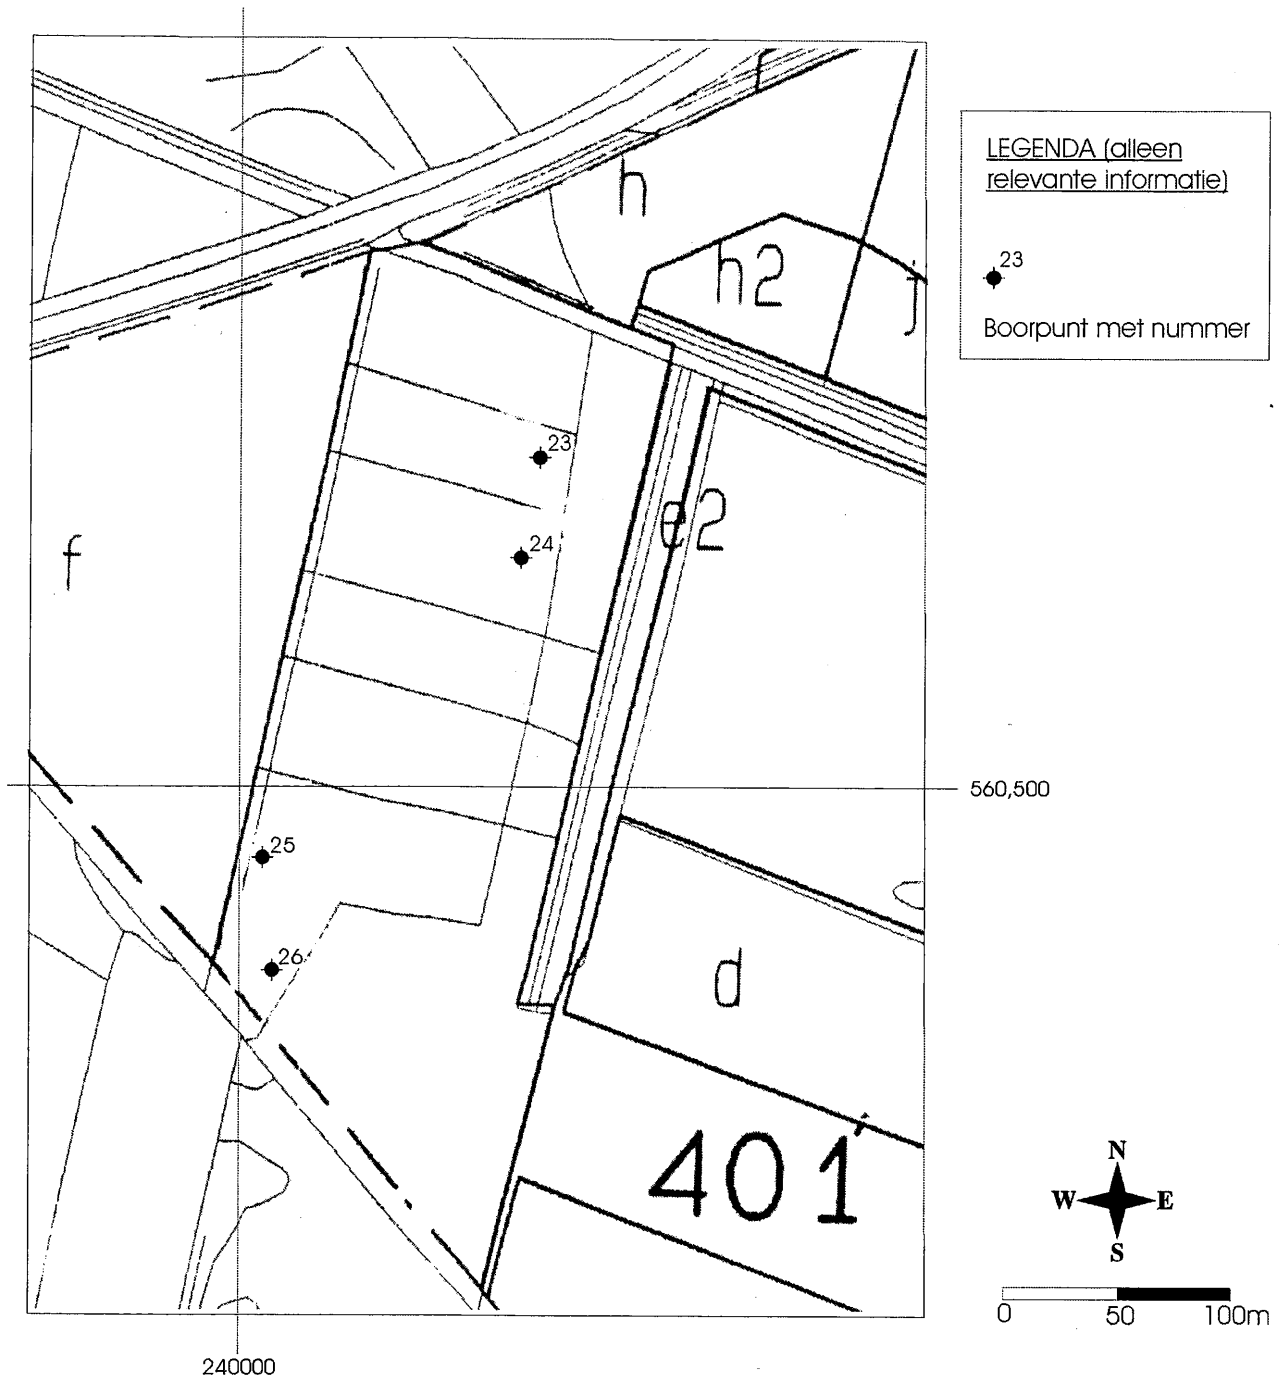 LEGENDA (alleen
relevante informatie)
23
Boorpunt met nummer
h
h2
j
23
e2
24
f
560,500
25
26
d
401
N
W E
S
0 50 100m
240000